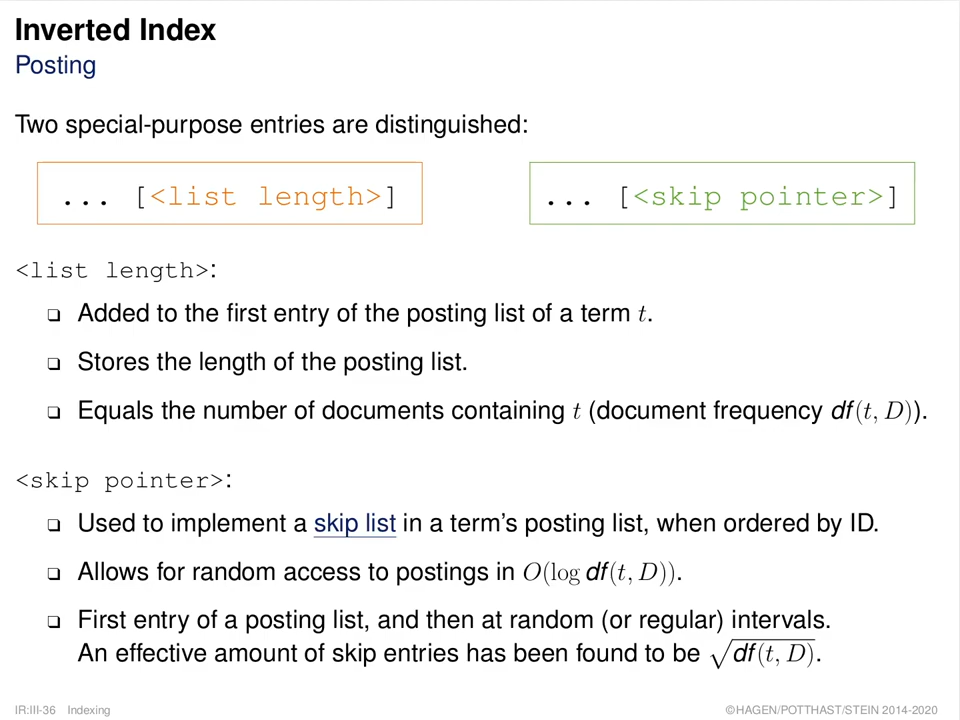 Inverted Index
Posting
Two special-purpose entries are distinguished:
... [<list length>]
... [<skip pointer>]
<list length>:
❑ Added to the first entry of the posting list of a term t.
❑ Stores the length of the posting list.
❑ Equals the number of documents containing t (document frequency df(t, D)).
<skip pointer>:
❑ Used to implement a skip list in a term's posting list, when ordered by ID.
❑ Allows for random access to postings in O(log df(t, D)).
❑ First entry of a posting list, and then at random (or regular) intervals.
An effective amount of skip entries has been found to be √df(t, D).
IR:III-36 Indexing
©HAGEN/POTTHAST/STEIN 2014-2020